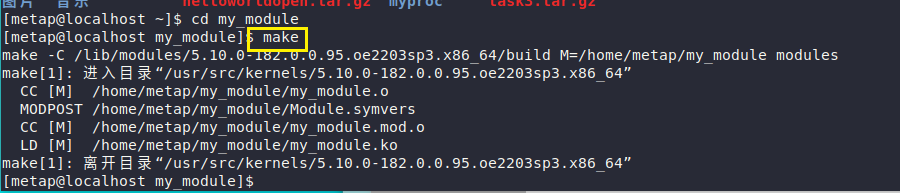 图片 音乐 helloworldopen.tar.gz myproc task3.tar.gz
[metap@localhost ~]$ cd my_module
[metap@localhost my_module]$ make
make -C /lib/modules/5.10.0-182.0.0.95.oe2203sp3.x86_64/build M=/home/metap/my_module modules
make[1]: 进入目录“/usr/src/kernels/5.10.0-182.0.0.95.oe2203sp3.x86_64”
CC [M] /home/metap/my_module/my_module.o
MODPOST /home/metap/my_module/Module.symvers
CC [M] /home/metap/my_module/my_module.mod.o
LD [M] /home/metap/my_module/my_module.ko
make[1]: 离开目录“/usr/src/kernels/5.10.0-182.0.0.95.oe2203sp3.x86_64”
[metap@localhost my_module]$